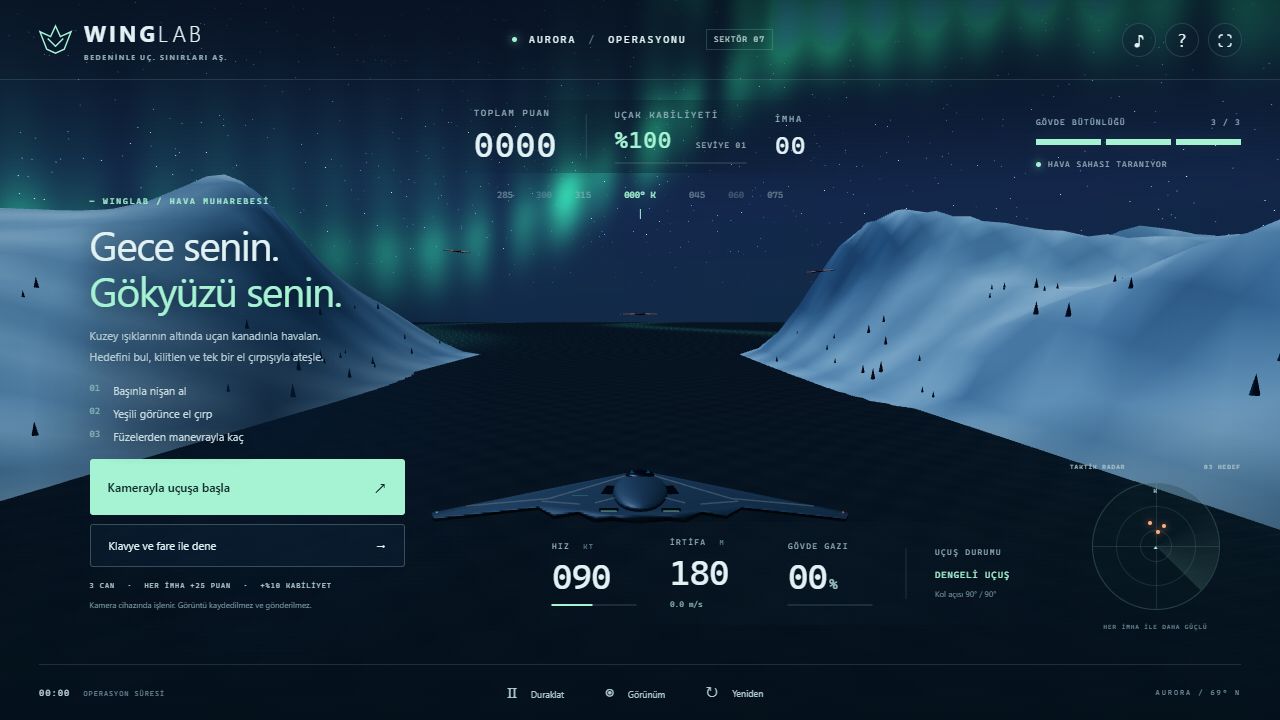 WINGLAB
BEDENİNLE UÇ. SINIRLARI AŞ.
AURORA / OPERASYONU SEKTÖR 07
?
TOPLAM PUAN
0000
UÇAK KABİLİYETİ
%100 SEVİYE 01
İMHA
00
GÖVDE BÜTÜNLÜĞÜ 3 / 3
HAVA SAHASI TARANIYOR
285 300 315 000° K 045 060 075
— WINGLAB / HAVA MUHAREBESİ
Gece senin.
Gökyüzü senin.
Kuzey ışıklarının altında uçan kanadınla havalan.
Hedefini bul, kilitlen ve tek bir el çırpışıyla ateşle.
01 Başınla nişan al
02 Yeşili görünce el çırp
03 Füzelerden manevrayla kaç
Kamerayla uçuşa başla ↗
Klavye ve fare ile dene →
3 CAN · HER İMHA +25 PUAN · +%10 KABİLİYET
Kamera cihazında işlenir. Görüntü kaydedilmez ve gönderilmez.
HIZ KT
090
İRTİFA M
180
0.0 m/s
GÖVDE GAZI
00%
UÇUŞ DURUMU
DENGELİ UÇUŞ
Kol açısı 90° / 90°
TAKTİK RADAR 03 HEDEF
HER İMHA İLE DAHA GÜÇLÜ
00:00 OPERASYON SÜRESİ
Duraklat
Görünüm
Yeniden
AURORA / 69° N